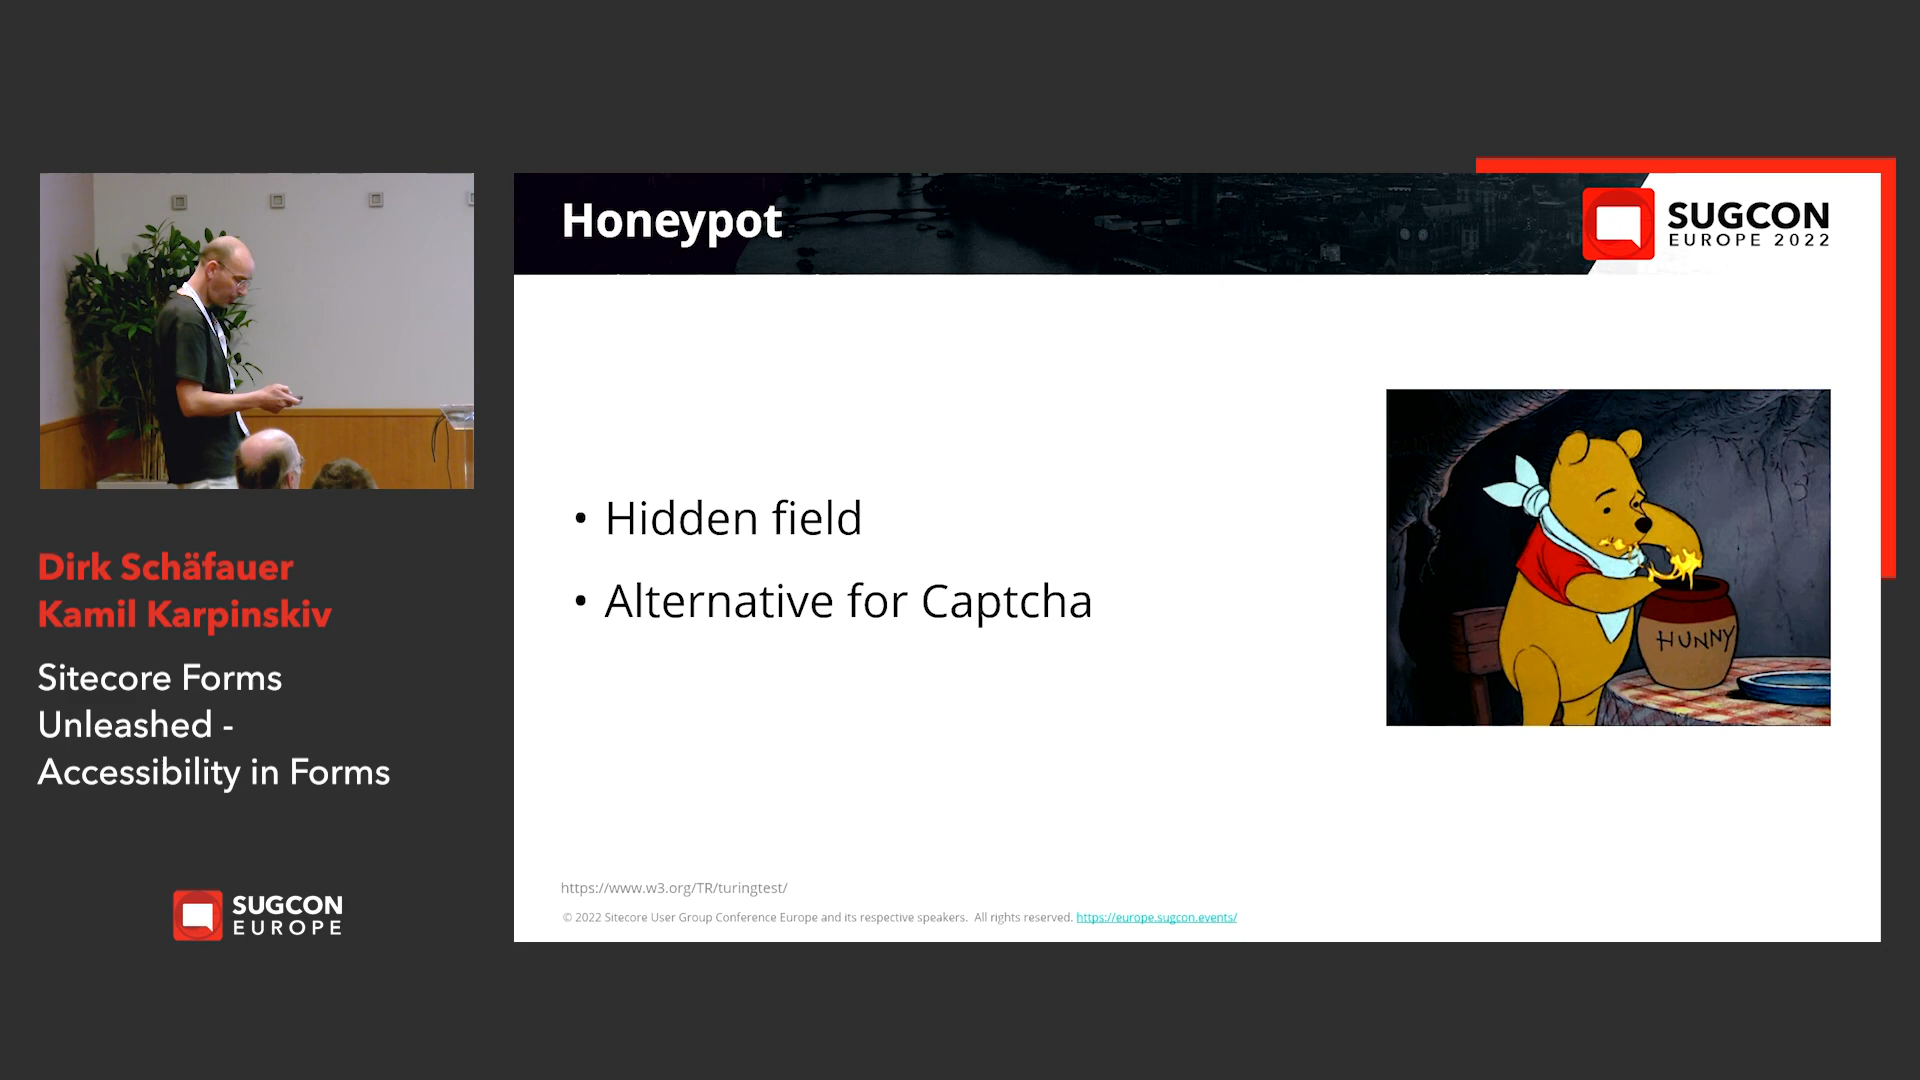 Honeypot
SUGCON
EUROPE 2022
• Hidden field
• Alternative for Captcha
HUNNY
https://www.w3.org/TR/turingtest/
© 2022 Sitecore User Group Conference Europe and its respective speakers. All rights reserved. https://europe.sugcon.events/
Dirk Schäfauer
Kamil Karpinskiv
Sitecore Forms
Unleashed -
Accessibility in Forms
SUGCON
EUROPE